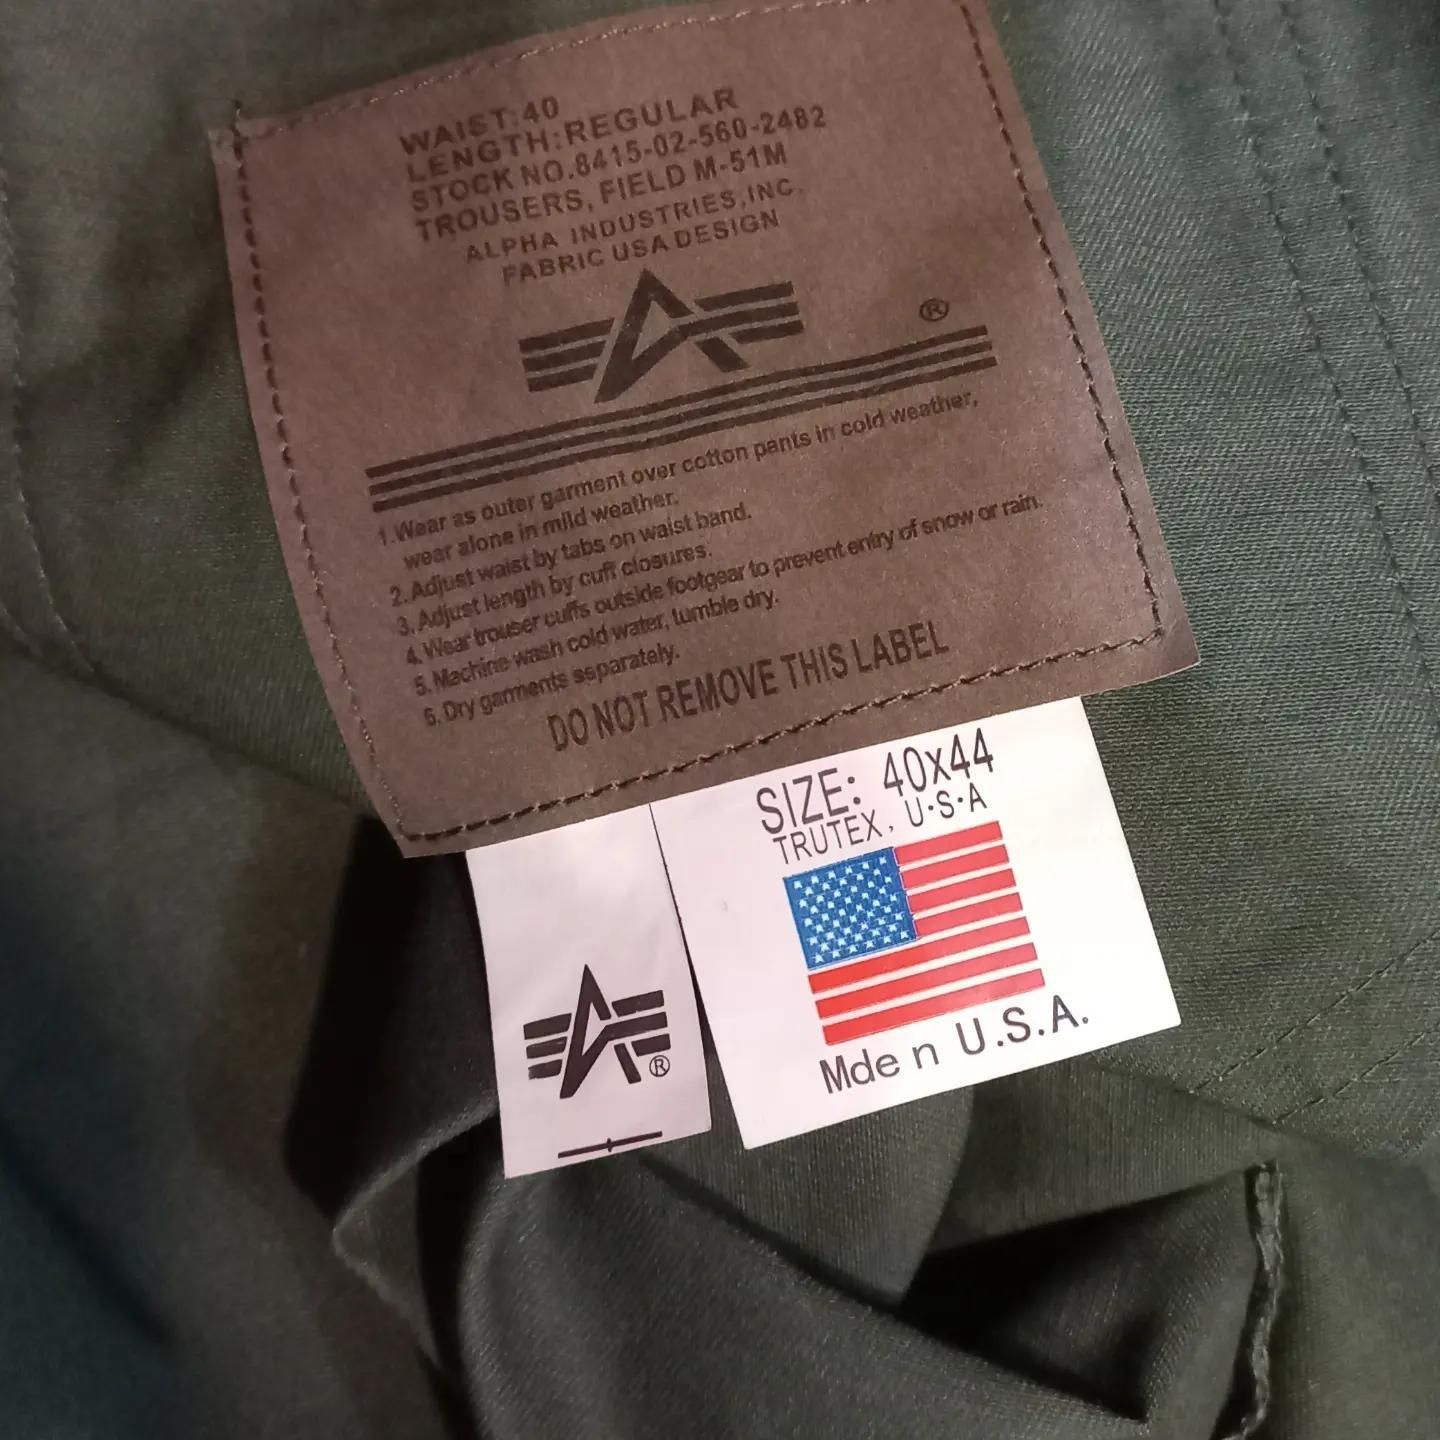 WAIST:40
LENGTH:REGULAR
STOCK NO.8415-02-560-2482
TROUSERS, FIELD M-51M
ALPHA INDUSTRIES,INC.
FABRIC USA DESIGN
®
1.Wear as outer garment over cotton pants in cold weather,
wear alone in mild weather.
2.Adjust waist by tabs on waist band.
3.Adjust length by cuff closures.
4.Wear trouser cuffs outside footgear to prevent entry of snow or rain.
5.Machine wash cold water, tumble dry.
6.Dry garments separately.
DO NOT REMOVE THIS LABEL
SIZE: 40x44
TRUTEX, U·S·A
Mde n U.S.A.
®